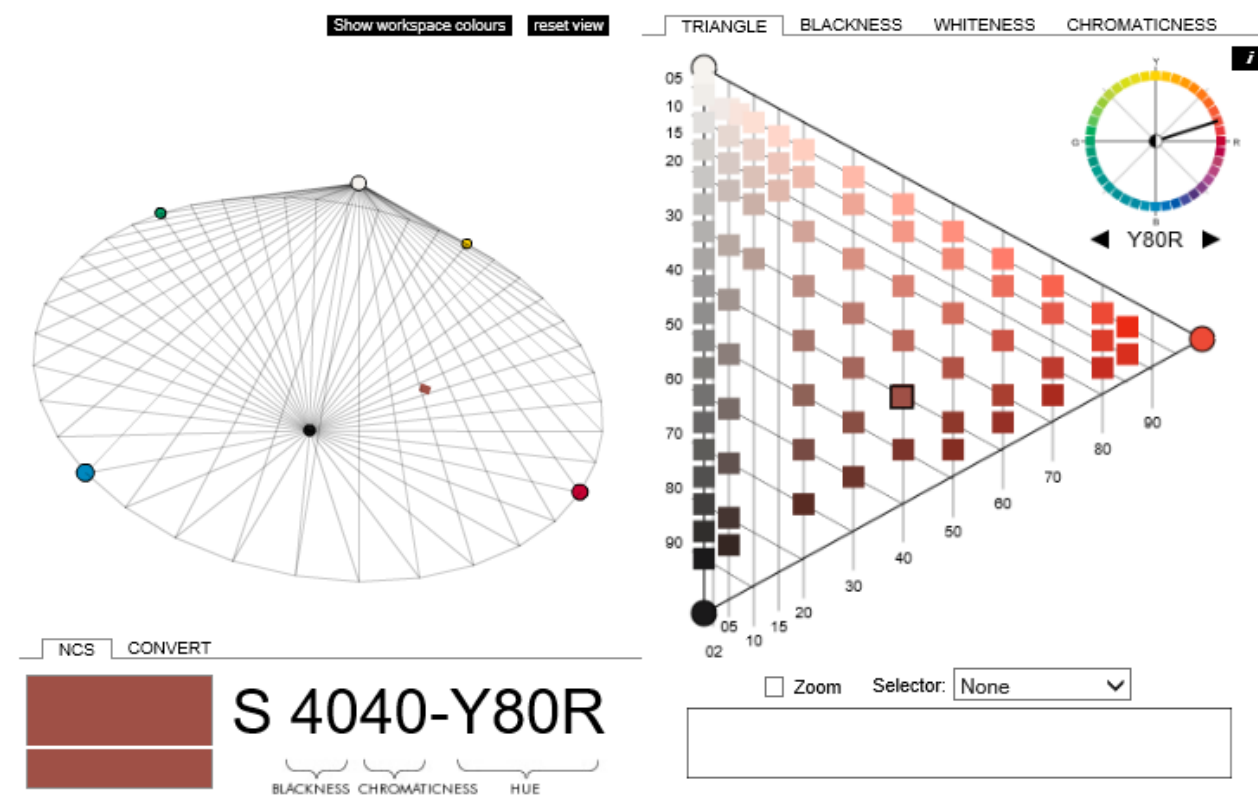 Show workspace colours reset view
TRIANGLE BLACKNESS WHITENESS CHROMATICNESS
i
Y
G
R
B
Y80R
05
10
15
20
30
40
50
60
70
80
90
90
80
70
60
50
40
30
20
15
10
05
02
NCS CONVERT
S 4040-Y80R
BLACKNESS CHROMATICNESS HUE
Zoom Selector: None